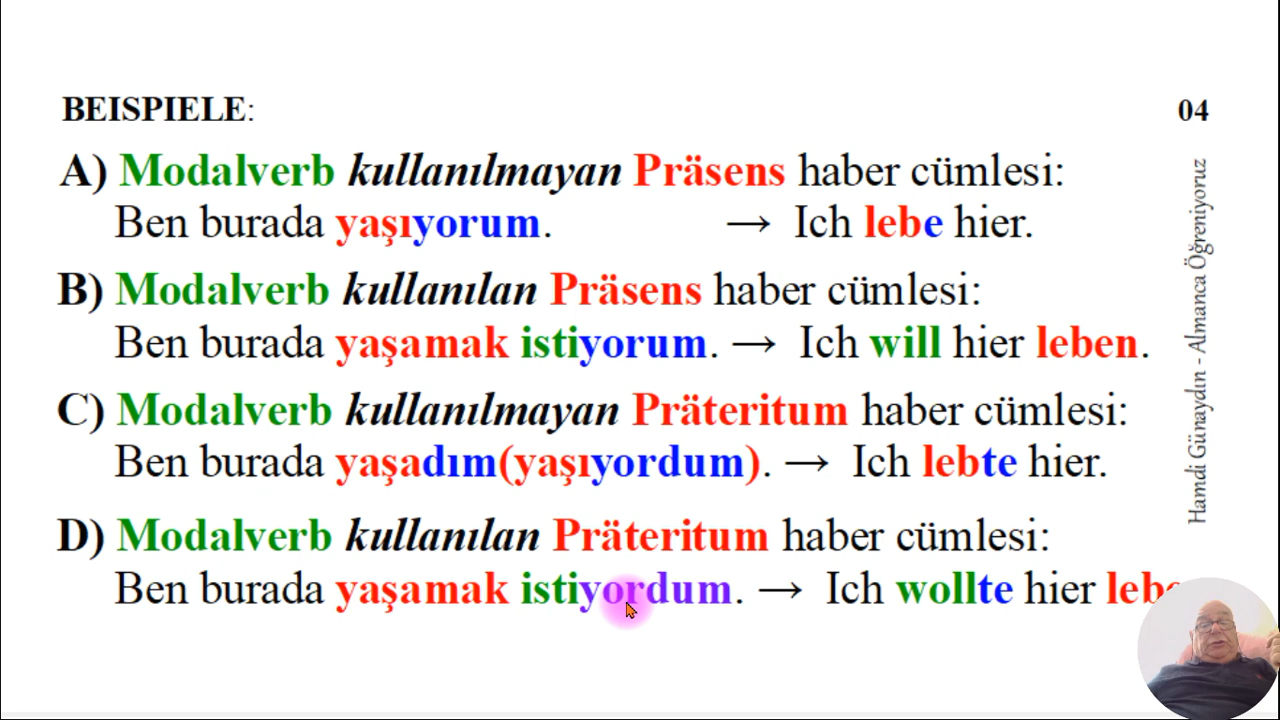 BEISPIELE:
04
A) Modalverb kullanılmayan Präsens haber cümlesi:
Ben burada yaşıyorum. → Ich lebe hier.
B) Modalverb kullanılan Präsens haber cümlesi:
Ben burada yaşamak istiyorum. → Ich will hier leben.
C) Modalverb kullanılmayan Präteritum haber cümlesi:
Ben burada yaşadım(yaşıyordum). → Ich lebte hier.
D) Modalverb kullanılan Präteritum haber cümlesi:
Ben burada yaşamak istiyordum. → Ich wollte hier
Hamdi Günaydın - Almanca Öğreniyoruz